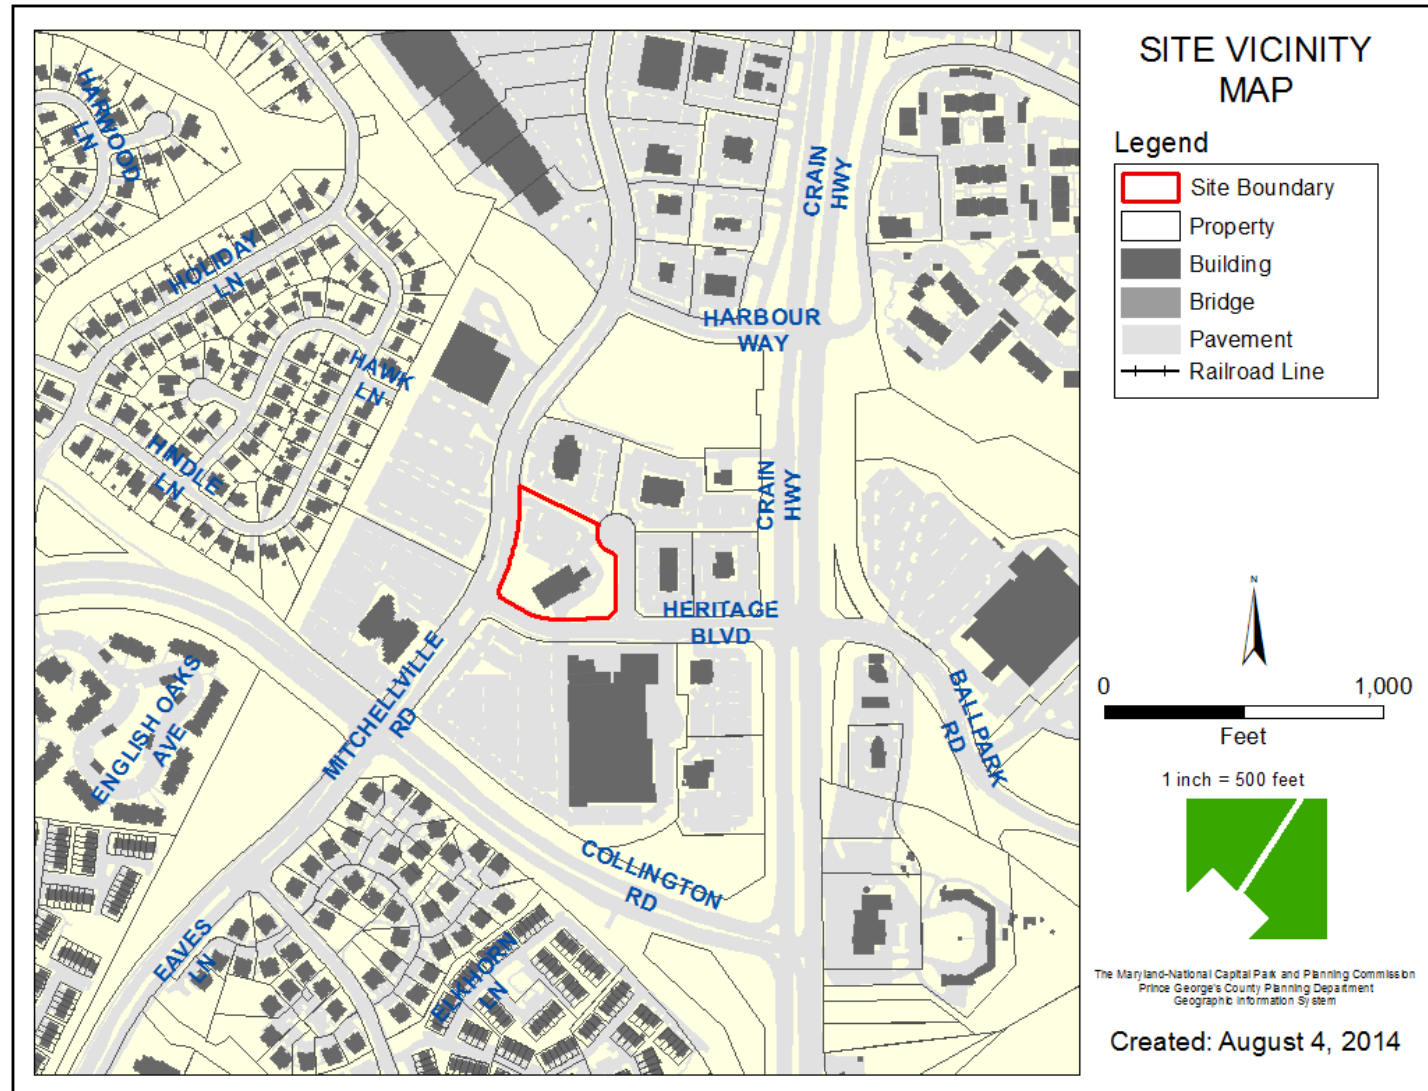 SITE VICINITY
MAP
Legend
Site Boundary
Property
Building
Bridge
Pavement
Railroad Line
N
0 1,000
Feet
1 inch = 500 feet
The Maryland-National Capital Park and Planning Commission
Prince George's County Planning Department
Geographic Information System
Created: August 4, 2014
HARWOOD
LN
HOLIDAY
LN
HAWK
LN
HINDLE
LN
CRAIN
HWY
HARBOUR
WAY
CRAIN
HWY
HERITAGE
BLVD
MITCHELLVILLE
RD
ENGLISH OAKS
AVE
BALLPARK
RD
COLLINGTON
RD
EAVES
LN
ELKHORN
LN